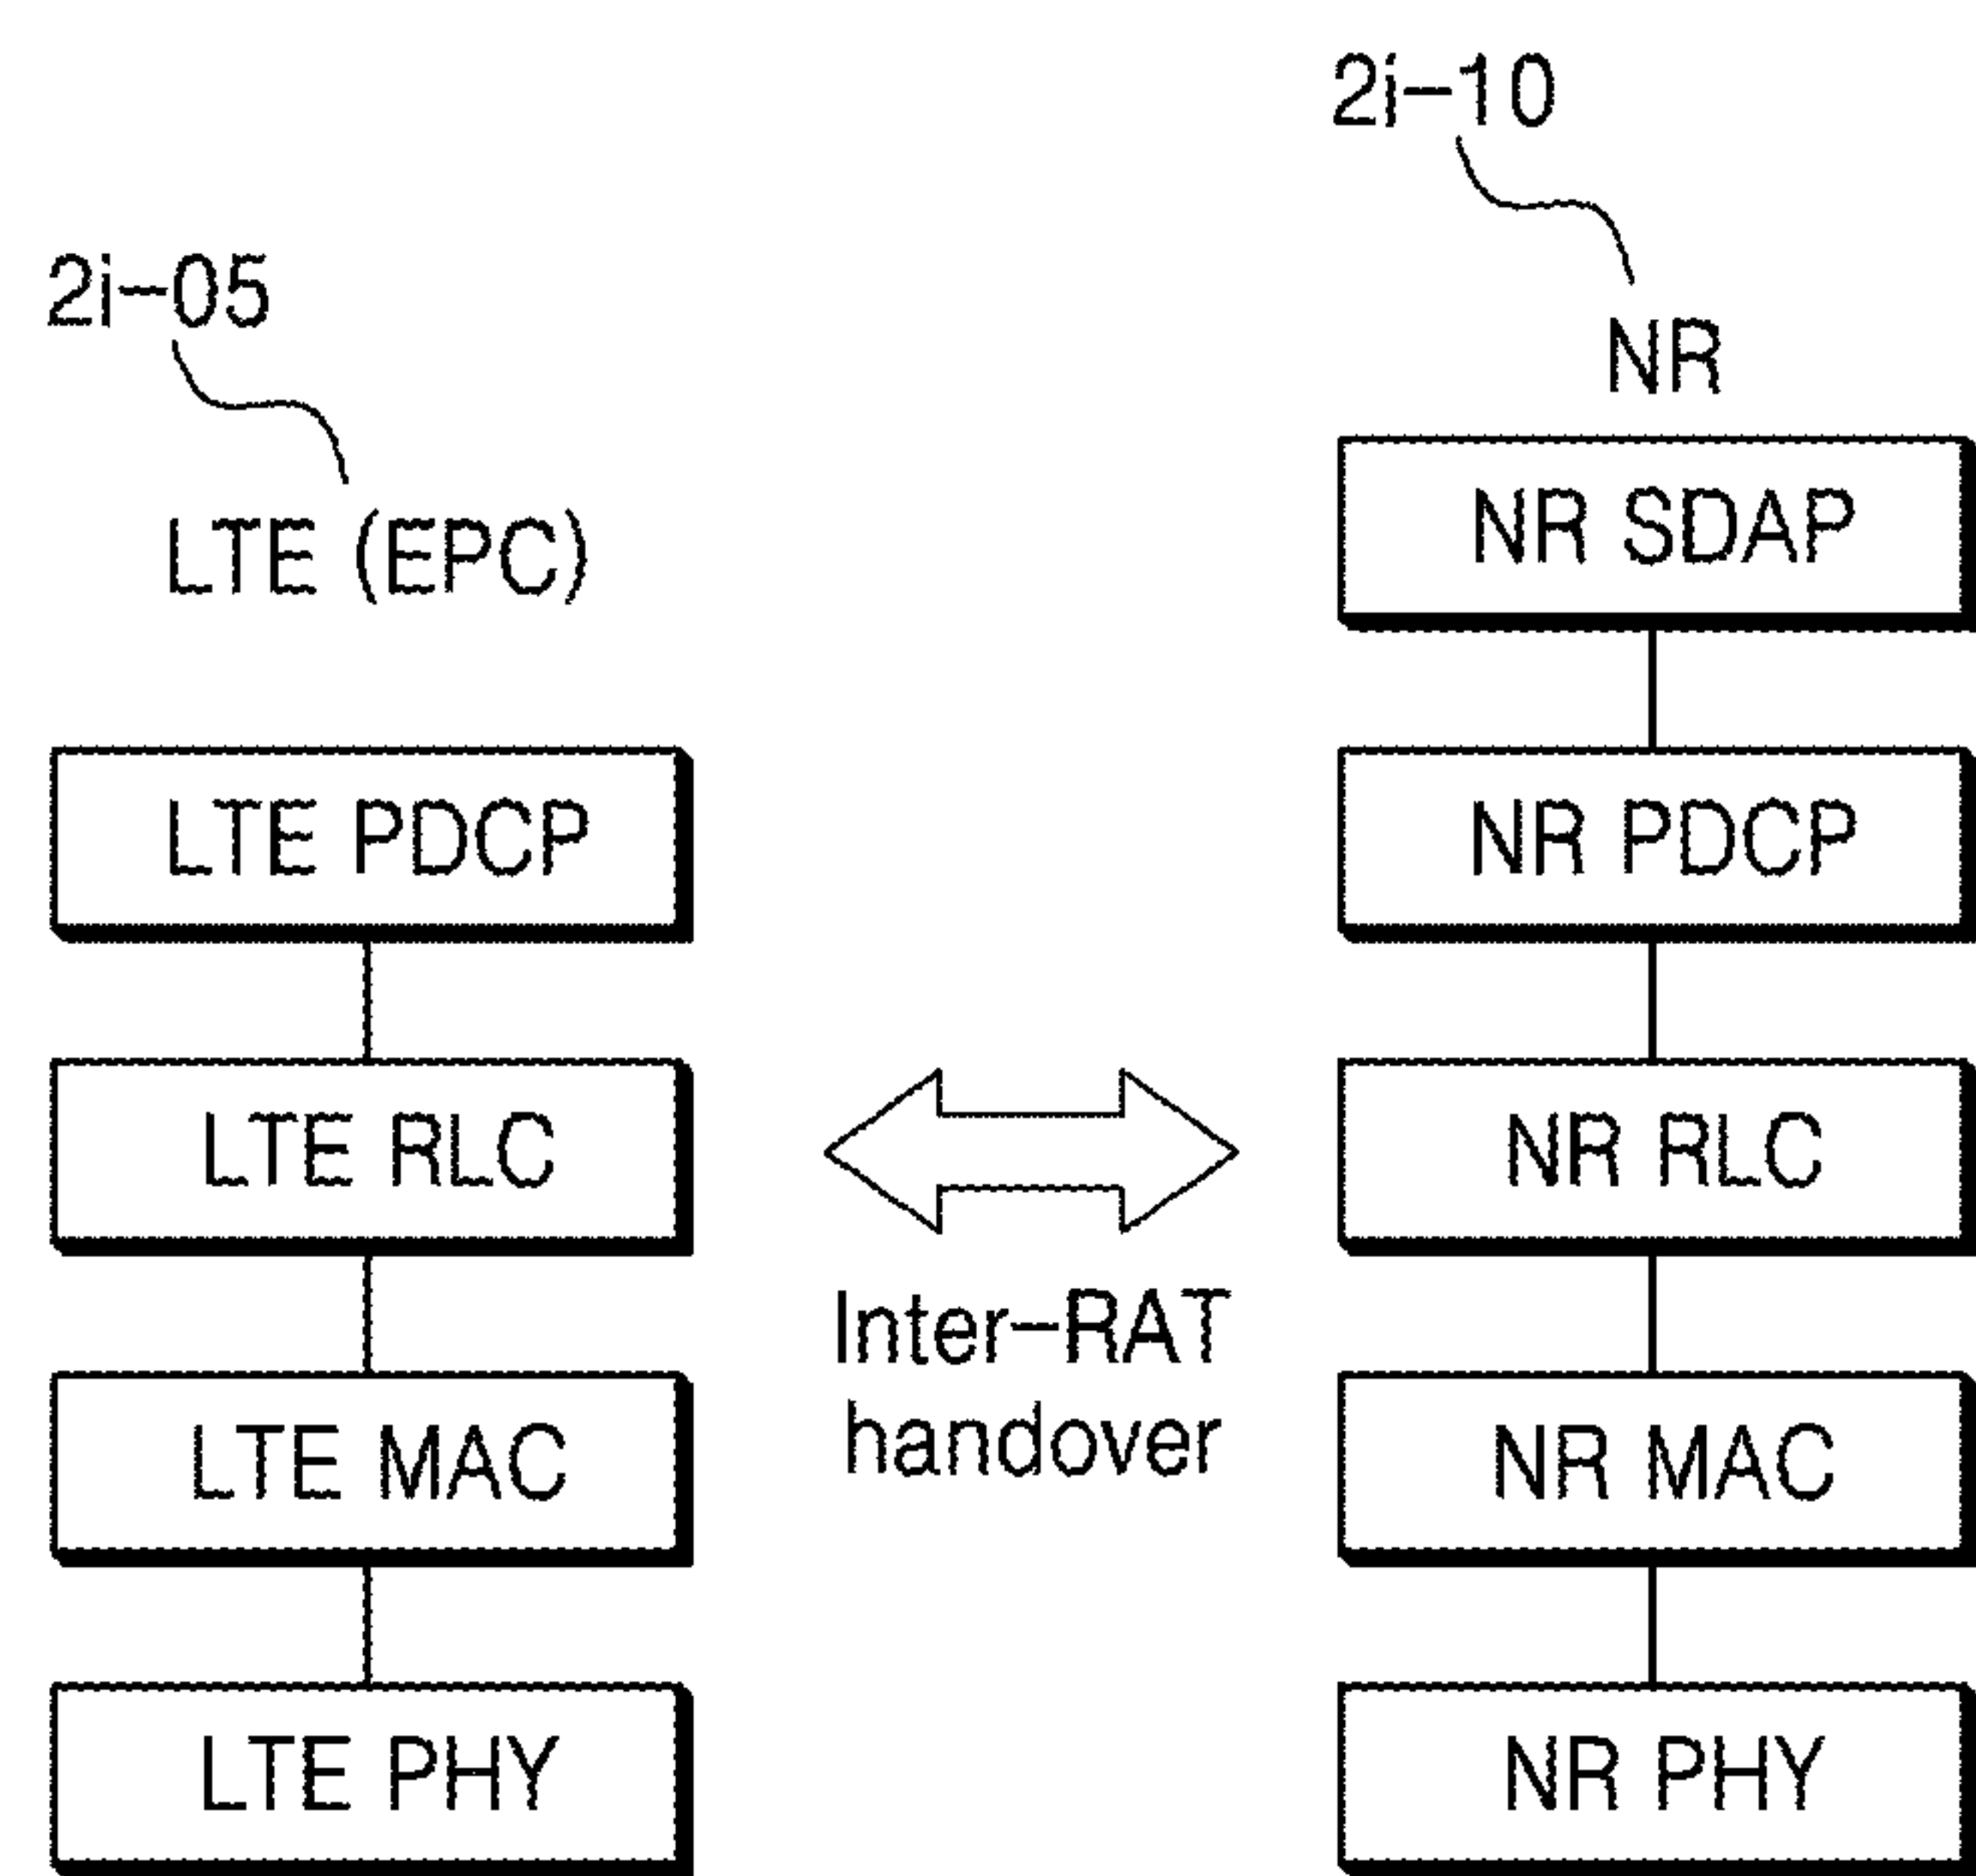 2i-05
LTE (EPC)
LTE PDCP
LTE RLC
LTE MAC
LTE PHY
Inter-RAT
handover
2i-10
NR
NR SDAP
NR PDCP
NR RLC
NR MAC
NR PHY